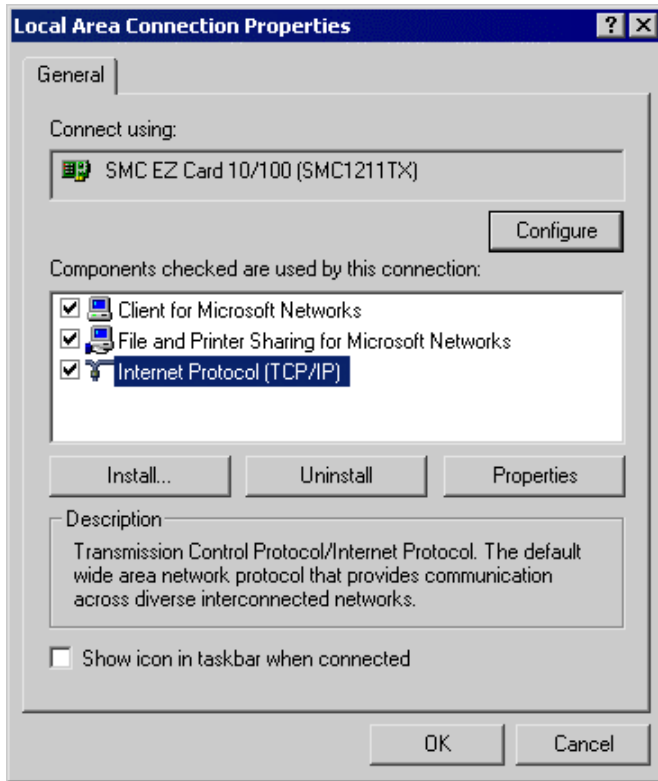 Local Area Connection Properties
General
Connect using:
SMC EZ Card 10/100 (SMC1211TX)
Configure
Components checked are used by this connection:
Client for Microsoft Networks
File and Printer Sharing for Microsoft Networks
Internet Protocol (TCP/IP)
Install...
Uninstall
Properties
Description
Transmission Control Protocol/Internet Protocol. The default
wide area network protocol that provides communication
across diverse interconnected networks.
Show icon in taskbar when connected
OK
Cancel